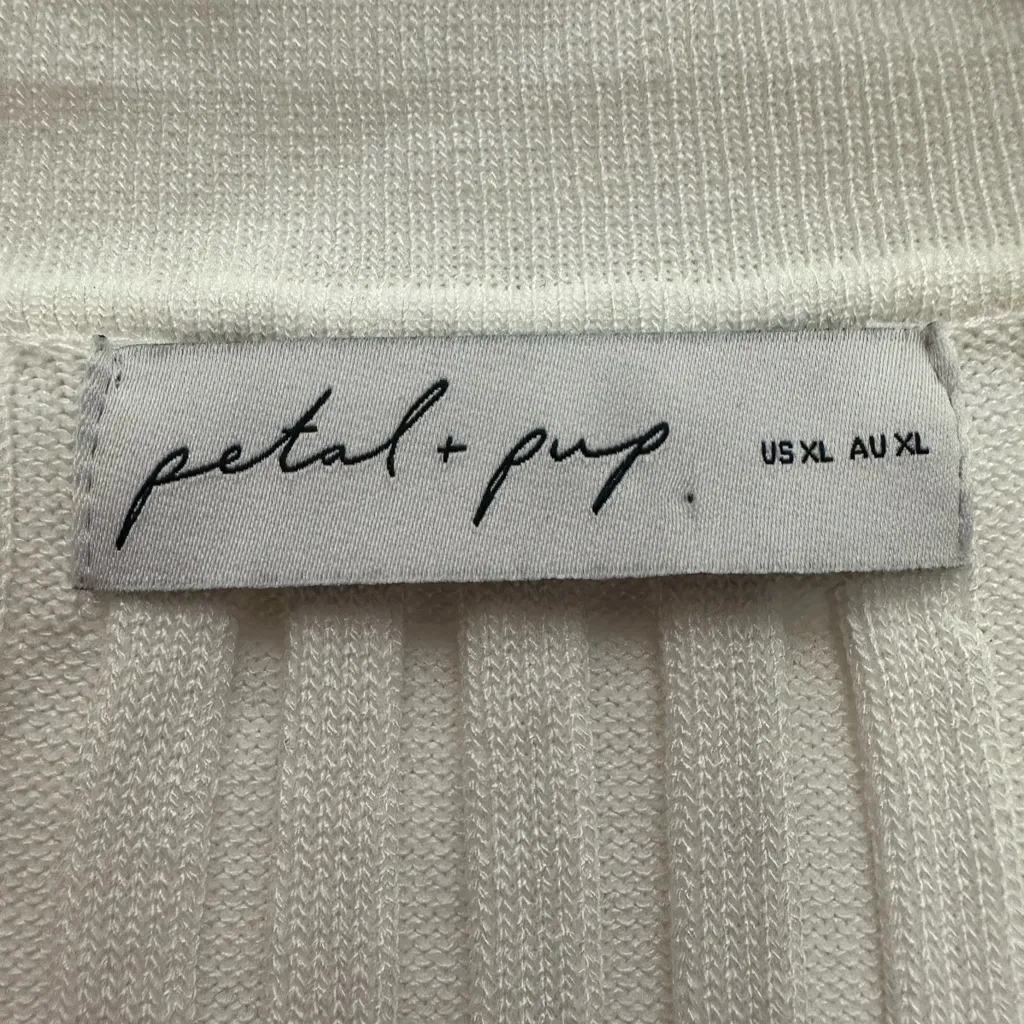 petal + pup. US XL AU XL